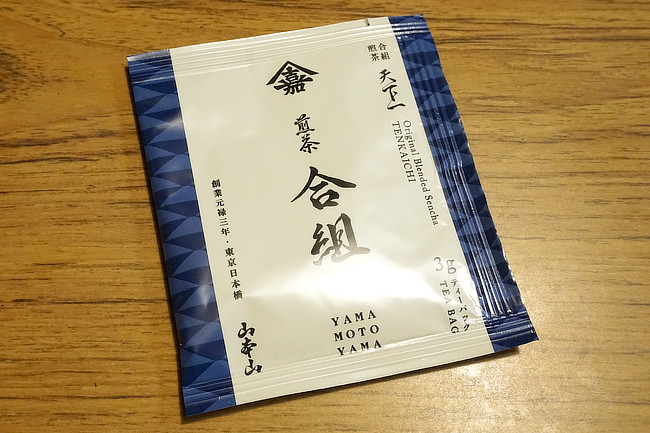 合組
煎茶
天下一
Original Blended Sencha
TENKAICHI
3g ティーバッグ
TEA BAG
嘉
煎茶
合組
YAMA
MOTO
YAMA
創業元禄三年・東京日本橋
山本山